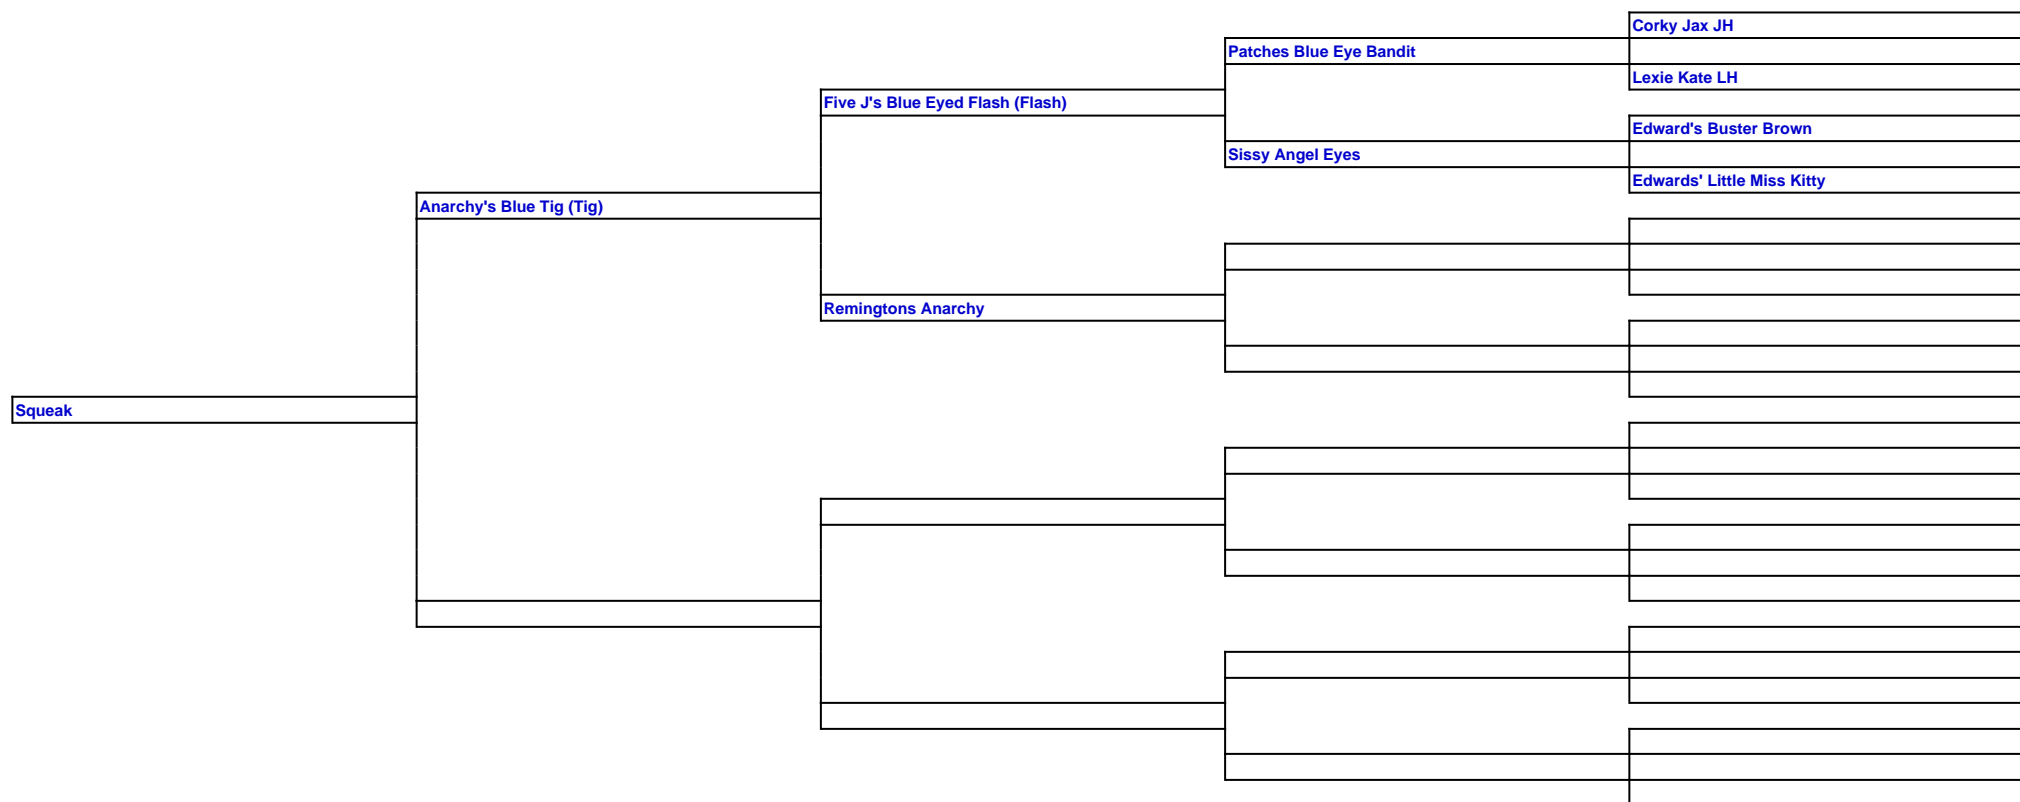 Corky Jax JH
Patches Blue Eye Bandit
Lexie Kate LH
Five J's Blue Eyed Flash (Flash)
Edward's Buster Brown
Sissy Angel Eyes
Edwards' Little Miss Kitty
Anarchy's Blue Tig (Tig)
Remingtons Anarchy
Squeak